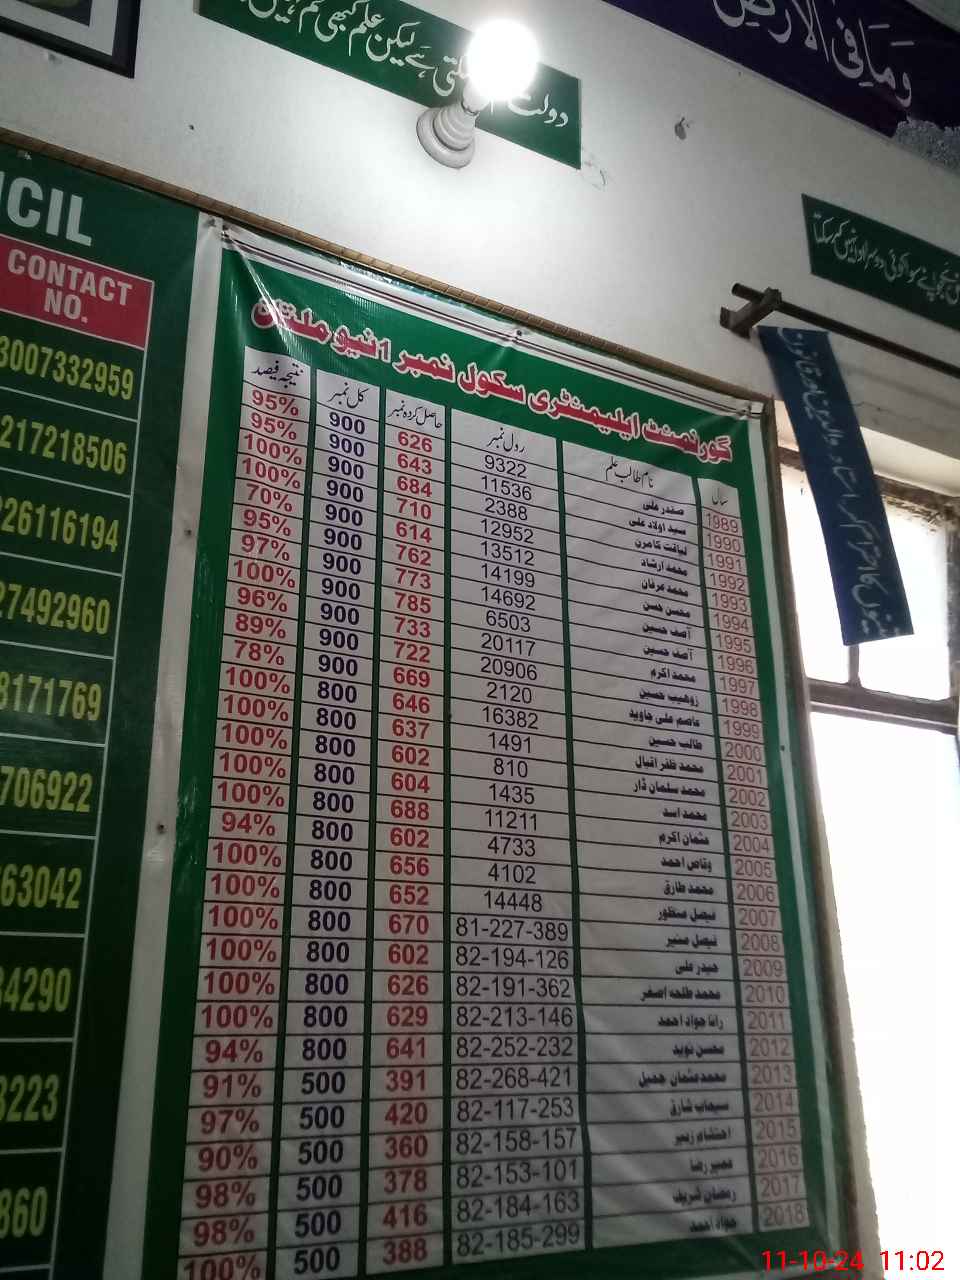 وَمَافِی الْاَرْضِ
دولت
لیکن علم کبھی کم نہیں
NCIL
CONTACT
NO.
3007332959
217218506
226116194
27492960
8171769
706922
63042
34290
3223
860
گورنمنٹ ایلیمنٹری سکول نمبر 1 نیو ملتان
سال نام طالب علم رول نمبر حاصل کردہ نمبر کل نمبر نتیجہ فیصد
1989 صفدر علی 9322 626 900 95%
1990 سید اولاد علی 11536 643 900 95%
1991 لیاقت کامرن 2388 684 900 100%
1992 محمد ارشاد 12952 710 900 100%
1993 محمد عرفان 13512 614 900 70%
1994 محسن حسن 14199 762 900 95%
1995 آصف حسین 14692 773 900 97%
1996 آصف حسین 6503 785 900 100%
1997 محمد اکرم 20117 733 900 96%
1998 زوہیب حسین 20906 722 900 89%
1999 عاصم علی جاوید 2120 669 900 78%
2000 طالب حسین 16382 646 800 100%
2001 محمد ظفر اقبال 1491 637 800 100%
2002 محمد سلمان ڈار 810 602 800 100%
2003 محمد اسد 1435 604 800 100%
2004 عثمان اکرم 11211 688 800 100%
2005 وقاص احمد 4733 602 800 94%
2006 محمد طارق 4102 656 800 100%
2007 فیصل منظور 14448 652 800 100%
2008 فیصل منیر 81-227-389 670 800 100%
2009 حیدر علی 82-194-126 602 800 100%
2010 محمد طلحہ اصغر 82-191-362 626 800 100%
2011 رانا جواد احمد 82-213-146 629 800 100%
2012 محسن نوید 82-252-232 641 800 94%
2013 محمد عثمان جمیل 82-268-421 391 500 91%
2014 شارق 82-117-253 420 500 97%
2015 احتشام زبیر 82-158-157 360 500 90%
2016 عمیر رضا 82-153-101 378 500 98%
2017 رمضان شریف 82-184-163 416 500 98%
2018 جواد احمد 82-185-299 388 500 100%
11-10-24 11:02